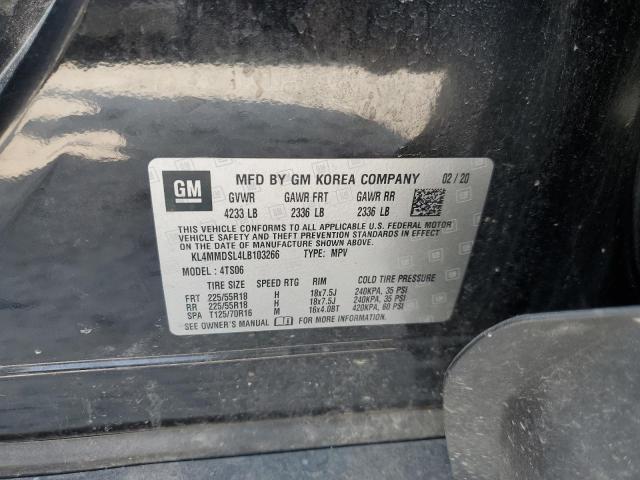 GM MFD BY GM KOREA COMPANY 02/20
GVWR GAWR FRT GAWR RR
4233 LB 2336 LB 2336 LB
THIS VEHICLE CONFORMS TO ALL APPLICABLE U.S. FEDERAL MOTOR
VEHICLE SAFETY AND THEFT PREVENTION STANDARDS IN EFFECT
ON THE DATE OF MANUFACTURE SHOWN ABOVE.
KL4MMDSL4LB103266 TYPE: MPV
MODEL: 4TS06
TIRE SIZE SPEED RTG RIM COLD TIRE PRESSURE
FRT 225/55R18 H 18x7.5J 240KPA, 35 PSI
RR 225/55R18 H 18x7.5J 240KPA, 35 PSI
SPA T125/70R16 M 16x4.0BT 420KPA, 60 PSI
SEE OWNER'S MANUAL FOR MORE INFORMATION.